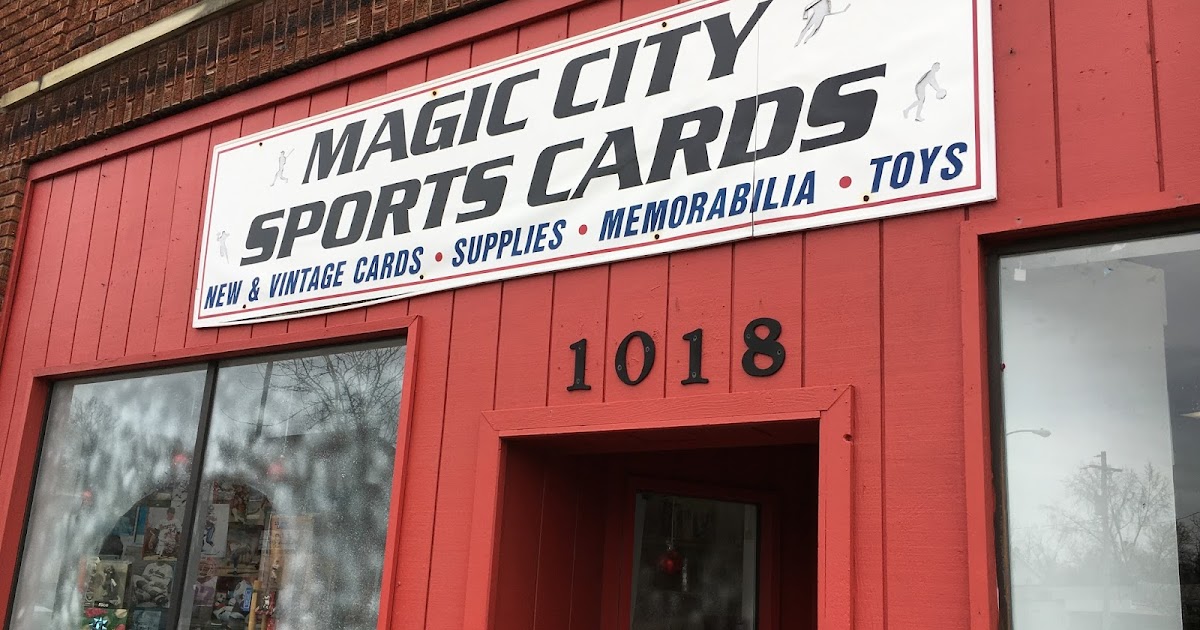 MAGIC CITY
SPORTS CARDS
NEW & VINTAGE CARDS • SUPPLIES • MEMORABILIA • TOYS
1018